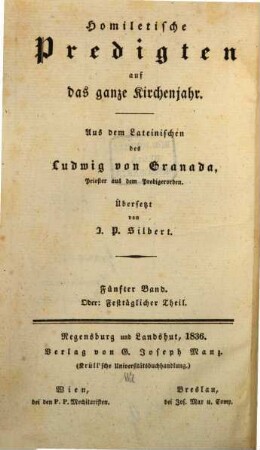 Homiletische
Predigten
auf
das ganze Kirchenjahr.
Aus dem Lateinischen
des
Ludwig von Granada,
Priester aus dem Predigerorden.
Übersetzt
von
J. P. Silbert.
Fünfter Band.
Oder: Festtäglicher Theil.
Regensburg und Landshut, 1836.
Verlag von G. Joseph Manz.
(Krüll'sche Universitätsbuchhandlung.)
Wien, Breslau,
bei den P. P. Mechitaristen. bei Jos. Max u. Comp.